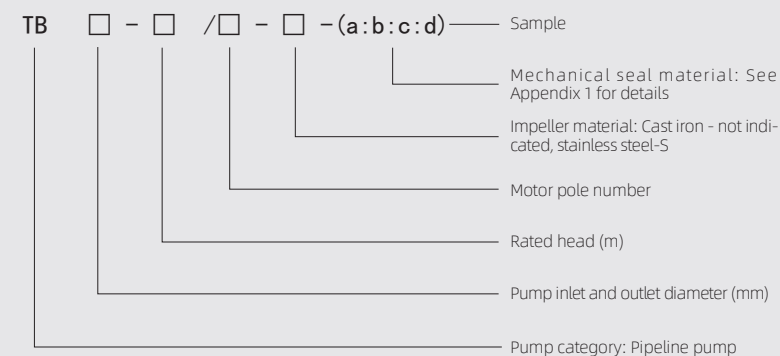 TB □ - □ /□ - □ -(a:b:c:d) Sample
Mechanical seal material: See
Appendix 1 for details
Impeller material: Cast iron - not indi-
cated, stainless steel-S
Motor pole number
Rated head (m)
Pump inlet and outlet diameter (mm)
Pump category: Pipeline pump